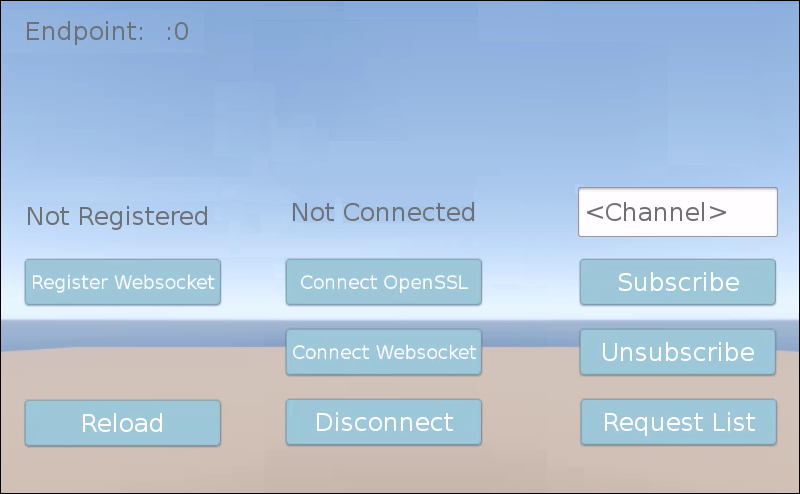 Endpoint:  :0
Not Registered
Not Connected
<Channel>
Register Websocket
Connect OpenSSL
Subscribe
Connect Websocket
Unsubscribe
Reload
Disconnect
Request List